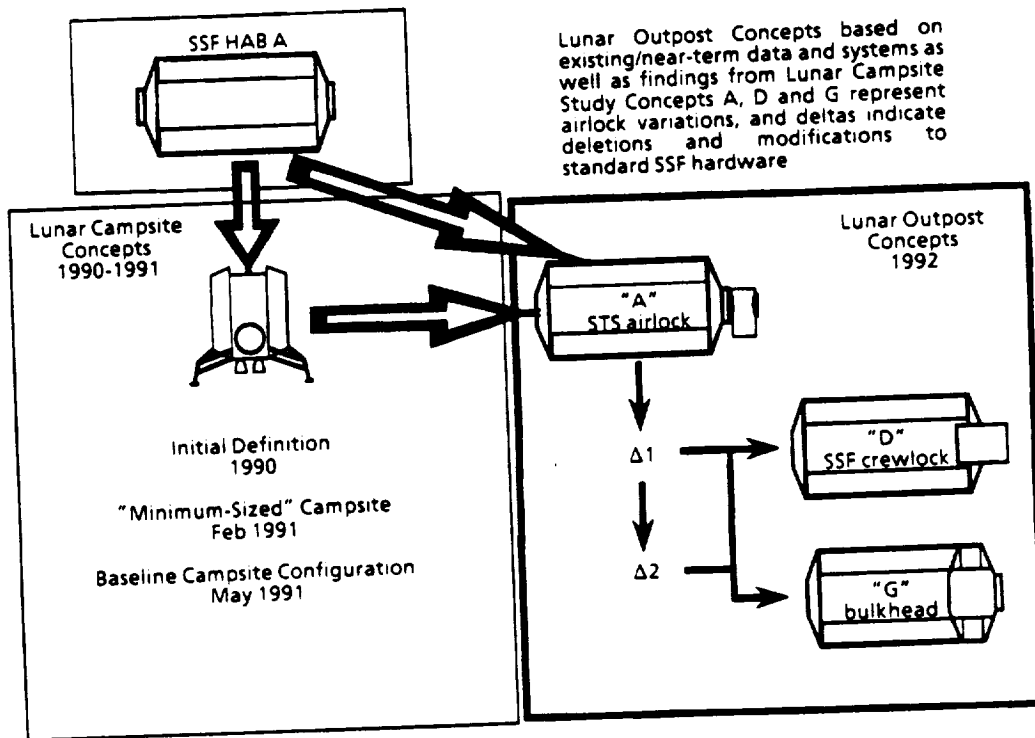 SSF HAB A
Lunar Outpost Concepts based on
existing/near-term data and systems as
well as findings from Lunar Campsite
Study Concepts A, D and G represent
airlock variations, and deltas indicate
deletions and modifications to
standard SSF hardware
Lunar Campsite
Concepts
1990-1991
Initial Definition
1990
"Minimum-Sized" Campsite
Feb 1991
Baseline Campsite Configuration
May 1991
Lunar Outpost
Concepts
1992
"A"
STS airlock
Δ1
Δ2
"D"
SSF crewlock
"G"
bulkhead